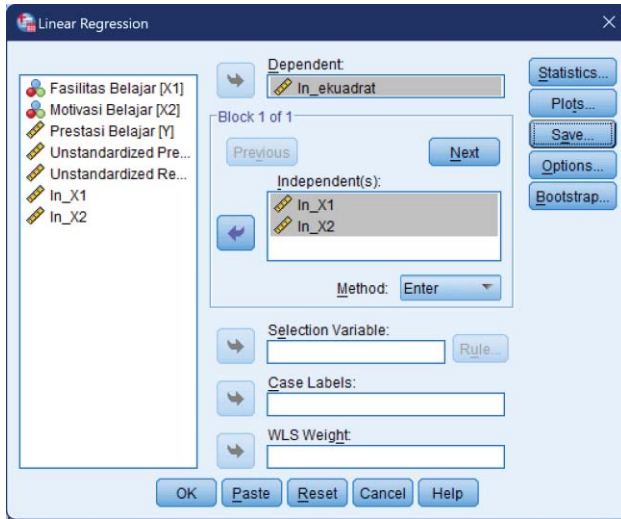 Linear Regression
Fasilitas Belajar [X1]
Motivasi Belajar [X2]
Prestasi Belajar [Y]
Unstandardized Pre...
Unstandardized Re...
ln_X1
ln_X2
Dependent:
ln_ekuadrat
Block 1 of 1
Previous
Next
Independent(s):
ln_X1
ln_X2
Method: Enter
Selection Variable:
Rule...
Case Labels:
WLS Weight:
Statistics...
Plots...
Save...
Options...
Bootstrap...
OK Paste Reset Cancel Help